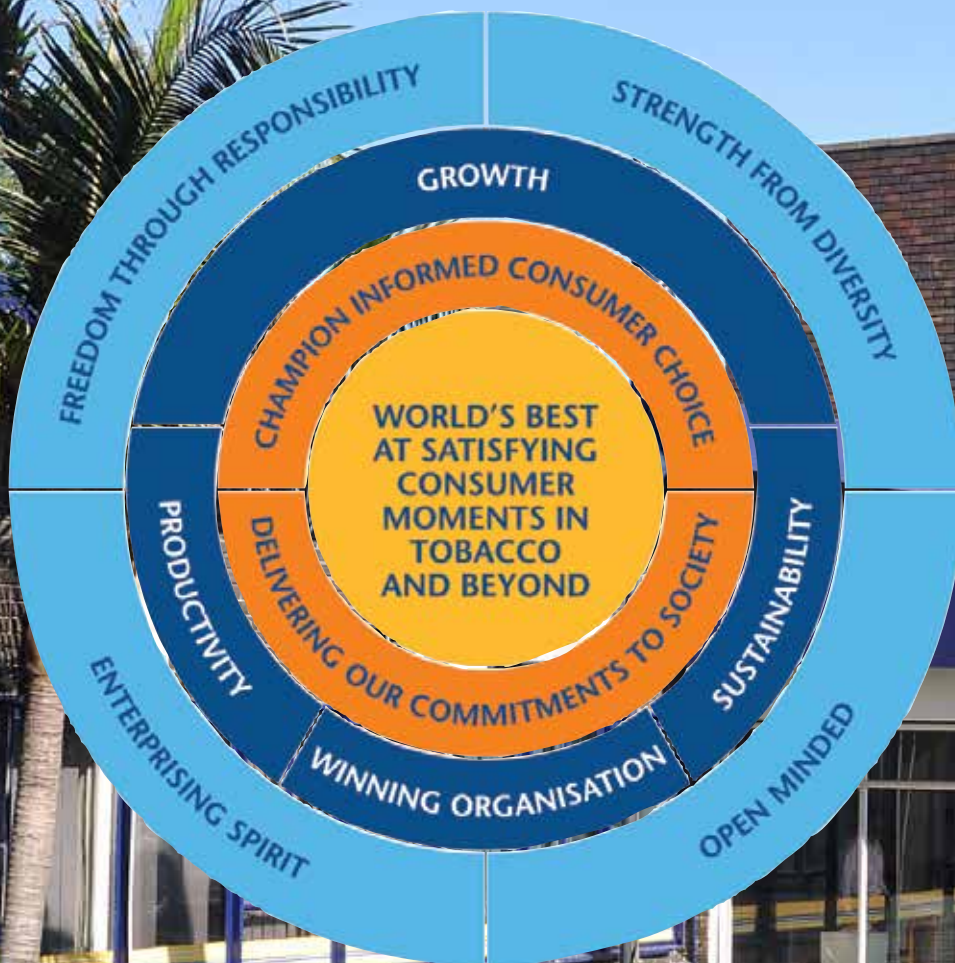 FREEDOM THROUGH RESPONSIBILITY
STRENGTH FROM DIVERSITY
GROWTH
CHAMPION INFORMED CONSUMER CHOICE
WORLD'S BEST
AT SATISFYING
CONSUMER
MOMENTS IN
TOBACCO
AND BEYOND
PRODUCTIVITY
DELIVERING OUR COMMITMENTS TO SOCIETY
SUSTAINABILITY
WINNING ORGANISATION
ENTERPRISING SPIRIT
OPEN MINDED